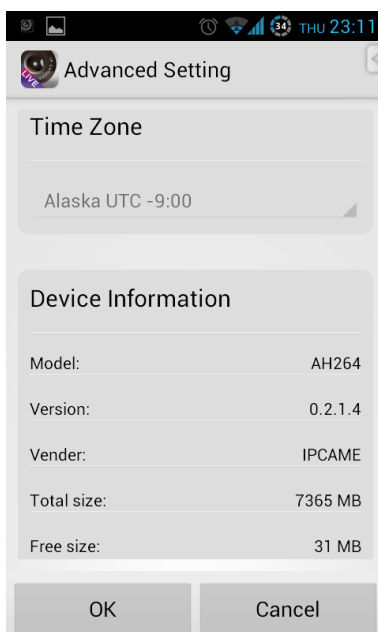 34 THU 23:11
LIVE Advanced Setting
Time Zone
Alaska UTC -9:00
Device Information
Model: AH264
Version: 0.2.1.4
Vender: IPCAME
Total size: 7365 MB
Free size: 31 MB
OK Cancel